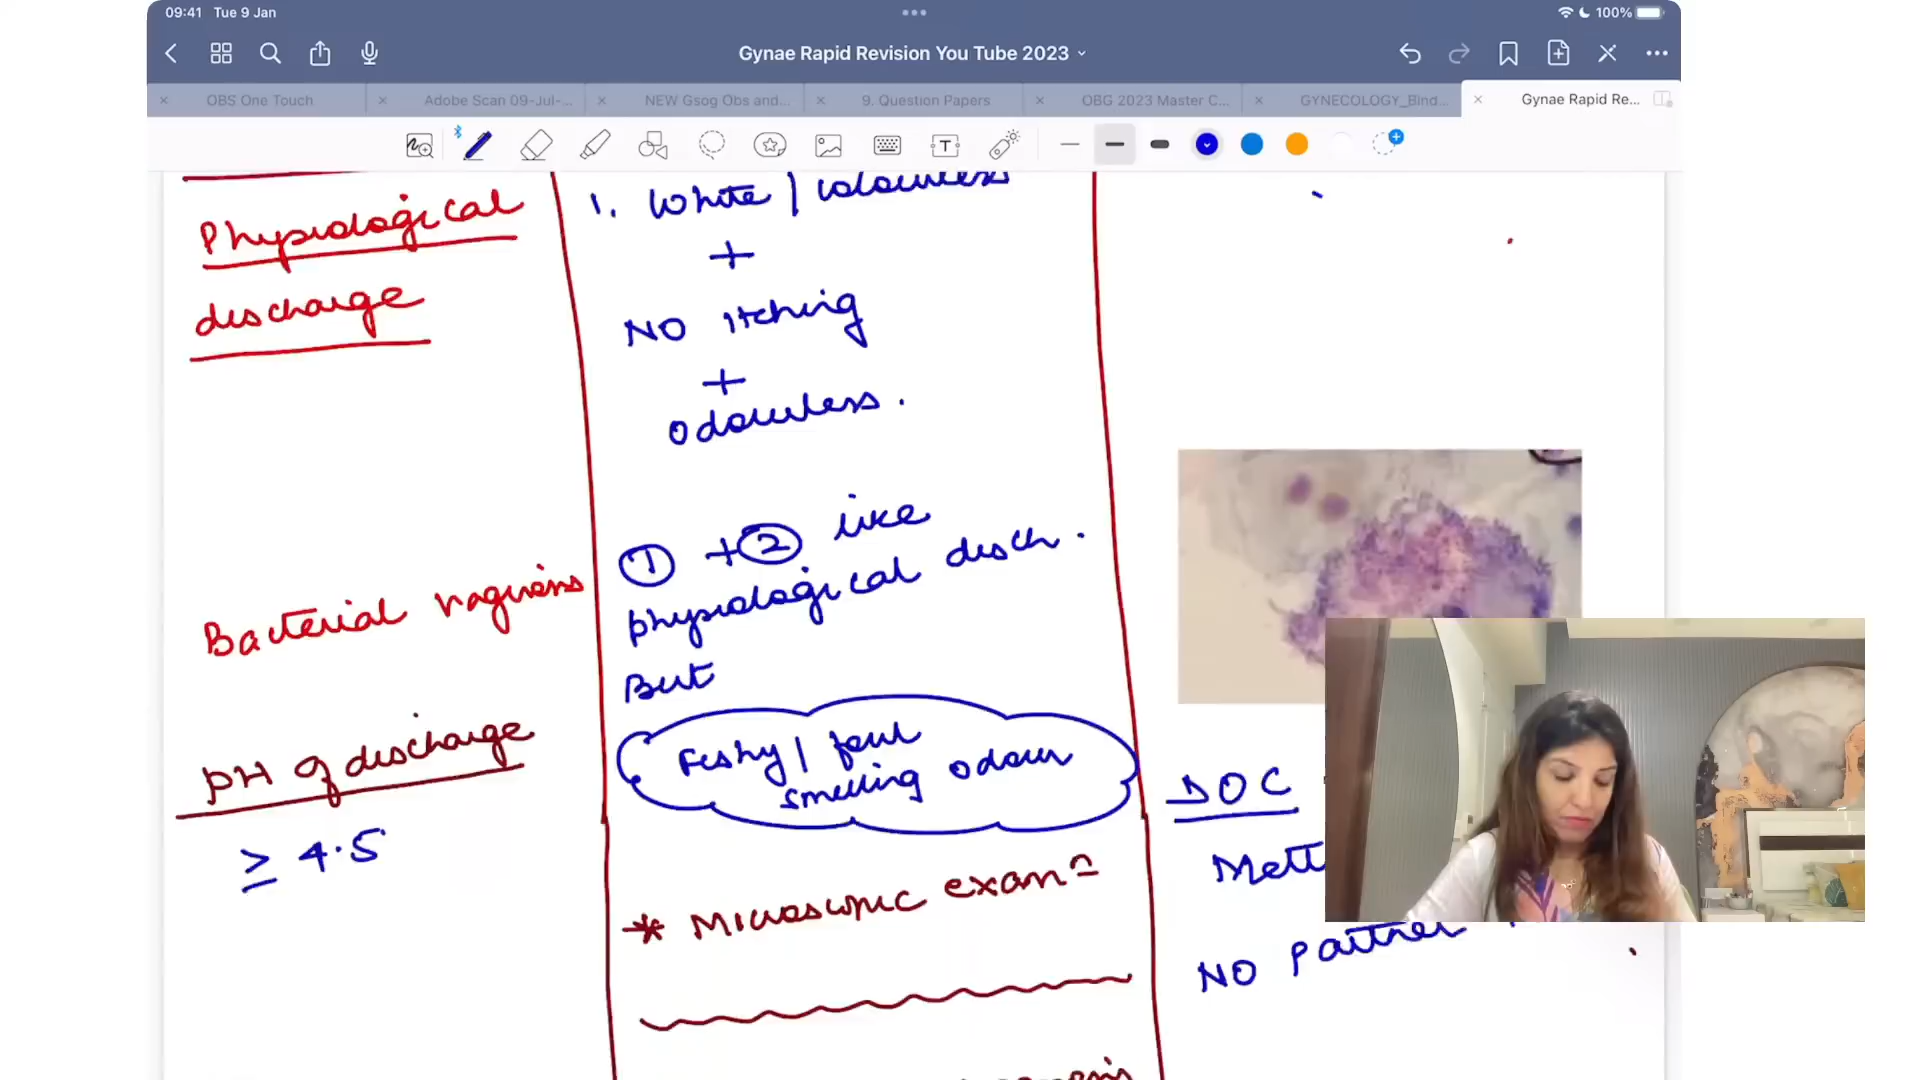 09:41 Tue 9 Jan
100%
Gynae Rapid Revision You Tube 2023
OBS One Touch
Adobe Scan 09-Jul-...
NEW Gsog Obs and...
9. Question Papers
OBG 2023 Master C...
GYNECOLOGY_Bind...
Gynae Rapid Re...
Physiological
discharge
1. White | Colourless
+
NO Itching
+
Odourless.
Bacterial vaginosis
① + ② like
physiological disch.
But
Fishy | foul
smelling odour
pH of discharge
≥ 4.5
* Microscopic exam
DOC
NO Partner